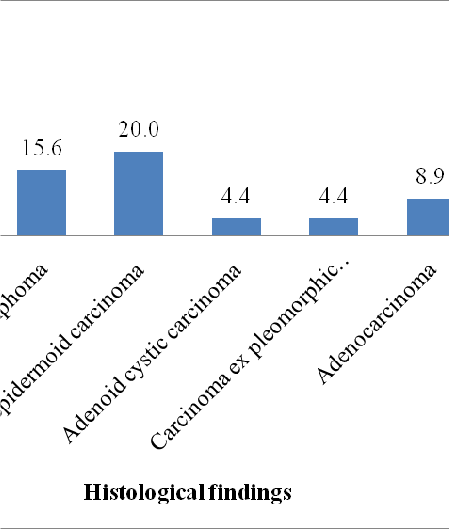 15.6
20.0
4.4
4.4
8.9
phoma
pidermoid carcinoma
Adenoid cystic carcinoma
Carcinoma ex pleomorphic..
Adenocarcinoma
Histological findings